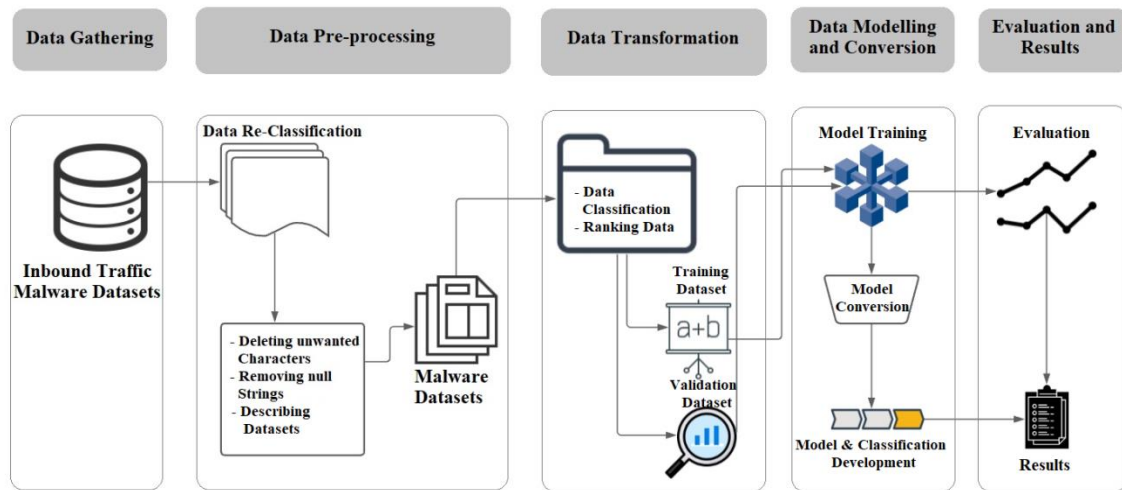 Data Gathering
Data Pre-processing
Data Transformation
Data Modelling
and Conversion
Evaluation and
Results
Inbound Traffic
Malware Datasets
Data Re-Classification
- Deleting unwanted
Characters
- Removing null
Strings
- Describing
Datasets
Malware
Datasets
- Data
Classification
- Ranking Data
Training
Dataset
a+b
Validation
Dataset
Model Training
Model
Conversion
Model & Classification
Development
Evaluation
Results